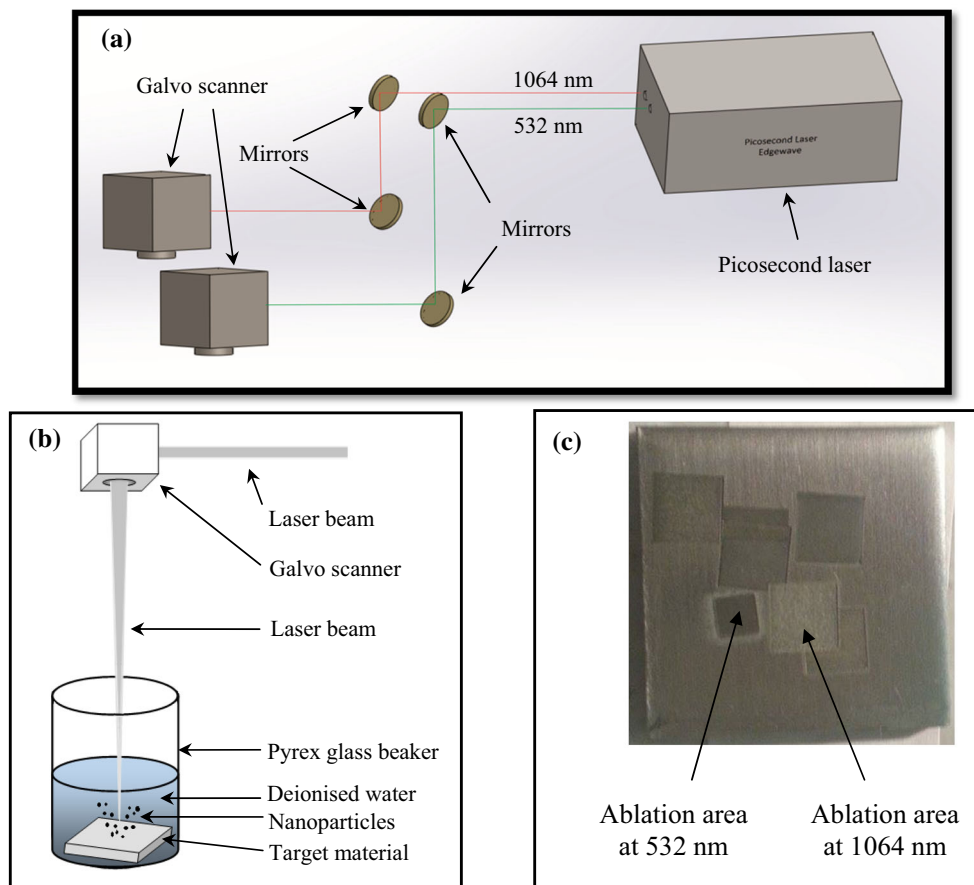 (a)
Galvo scanner
1064 nm
532 nm
Mirrors
Picosecond Laser
Edgewave
Mirrors
Picosecond laser
(b)
Laser beam
Galvo scanner
Laser beam
Pyrex glass beaker
Deionised water
Nanoparticles
Target material
(c)
Ablation area
at 532 nm
Ablation area
at 1064 nm